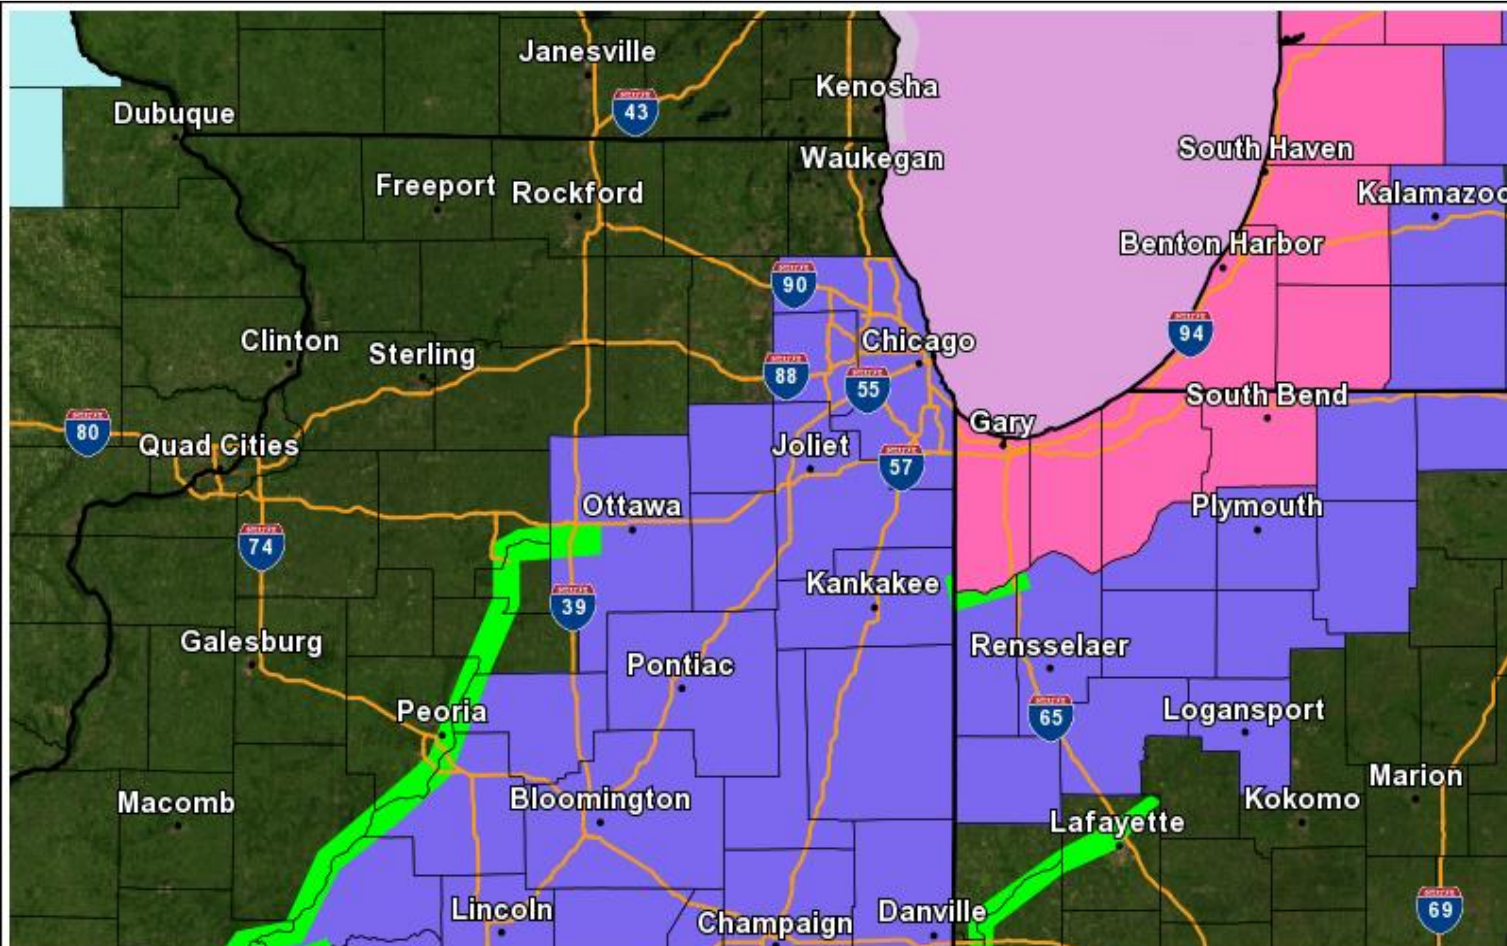 Janesville
43
Kenosha
Dubuque
Waukegan
South Haven
Freeport
Rockford
Kalamazoo
Benton Harbor
90
Clinton
Sterling
Chicago
94
88
55
South Bend
80
Quad Cities
Joliet
Gary
57
Ottawa
Plymouth
74
Kankakee
39
Galesburg
Pontiac
Rensselaer
Peoria
65
Logansport
Macomb
Bloomington
Marion
Kokomo
Lafayette
Lincoln
Champaign
Danville
69